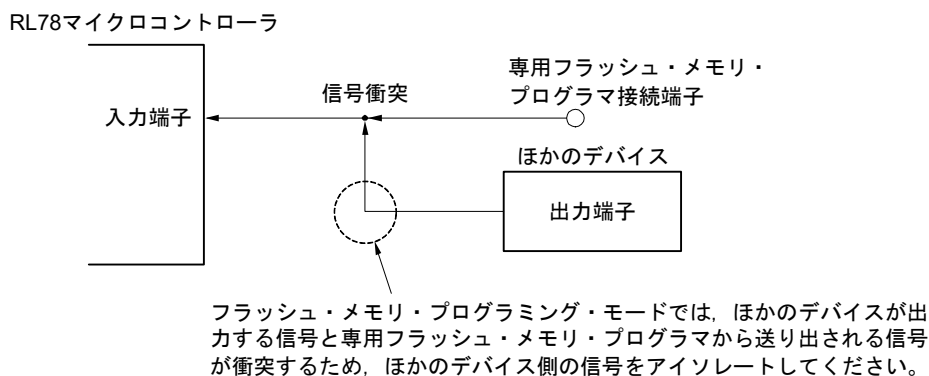 RL78マイクロコントローラ
専用フラッシュ・メモリ・
プログラマ接続端子
信号衝突
入力端子
ほかのデバイス
出力端子
フラッシュ・メモリ・プログラミング・モードでは，ほかのデバイスが出
力する信号と専用フラッシュ・メモリ・プログラマから送り出される信号
が衝突するため，ほかのデバイス側の信号をアイソレートしてください。